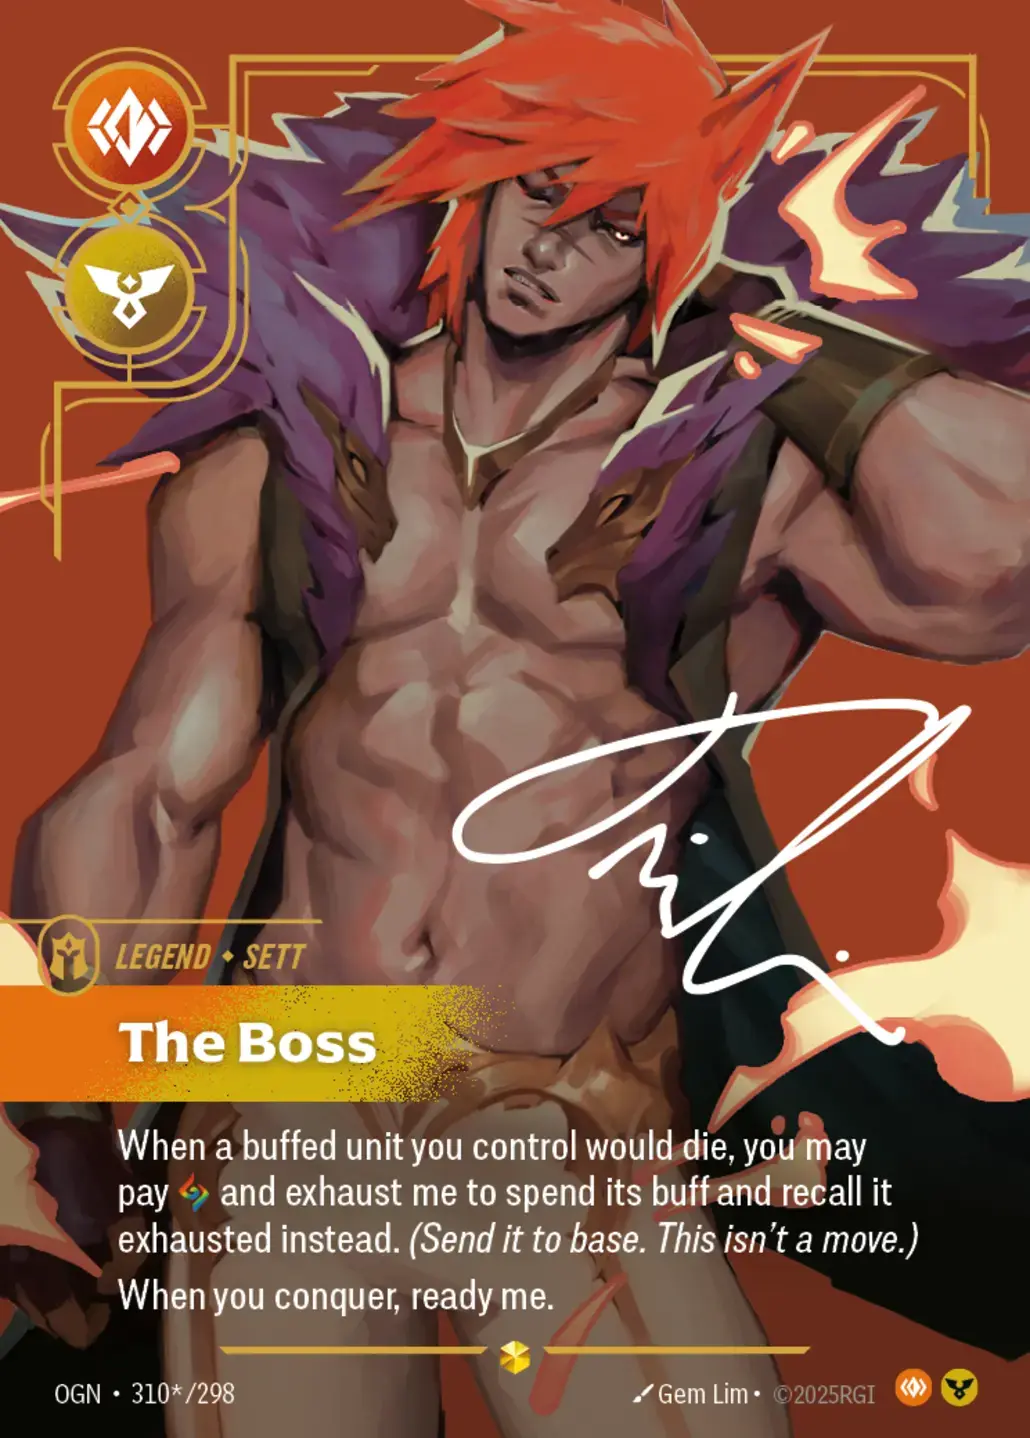 LEGEND • SETT
The Boss
When a buffed unit you control would die, you may
pay and exhaust me to spend its buff and recall it
exhausted instead. (Send it to base. This isn't a move.)
When you conquer, ready me.
OGN • 310*/298
Gem Lim • ©2025RGI